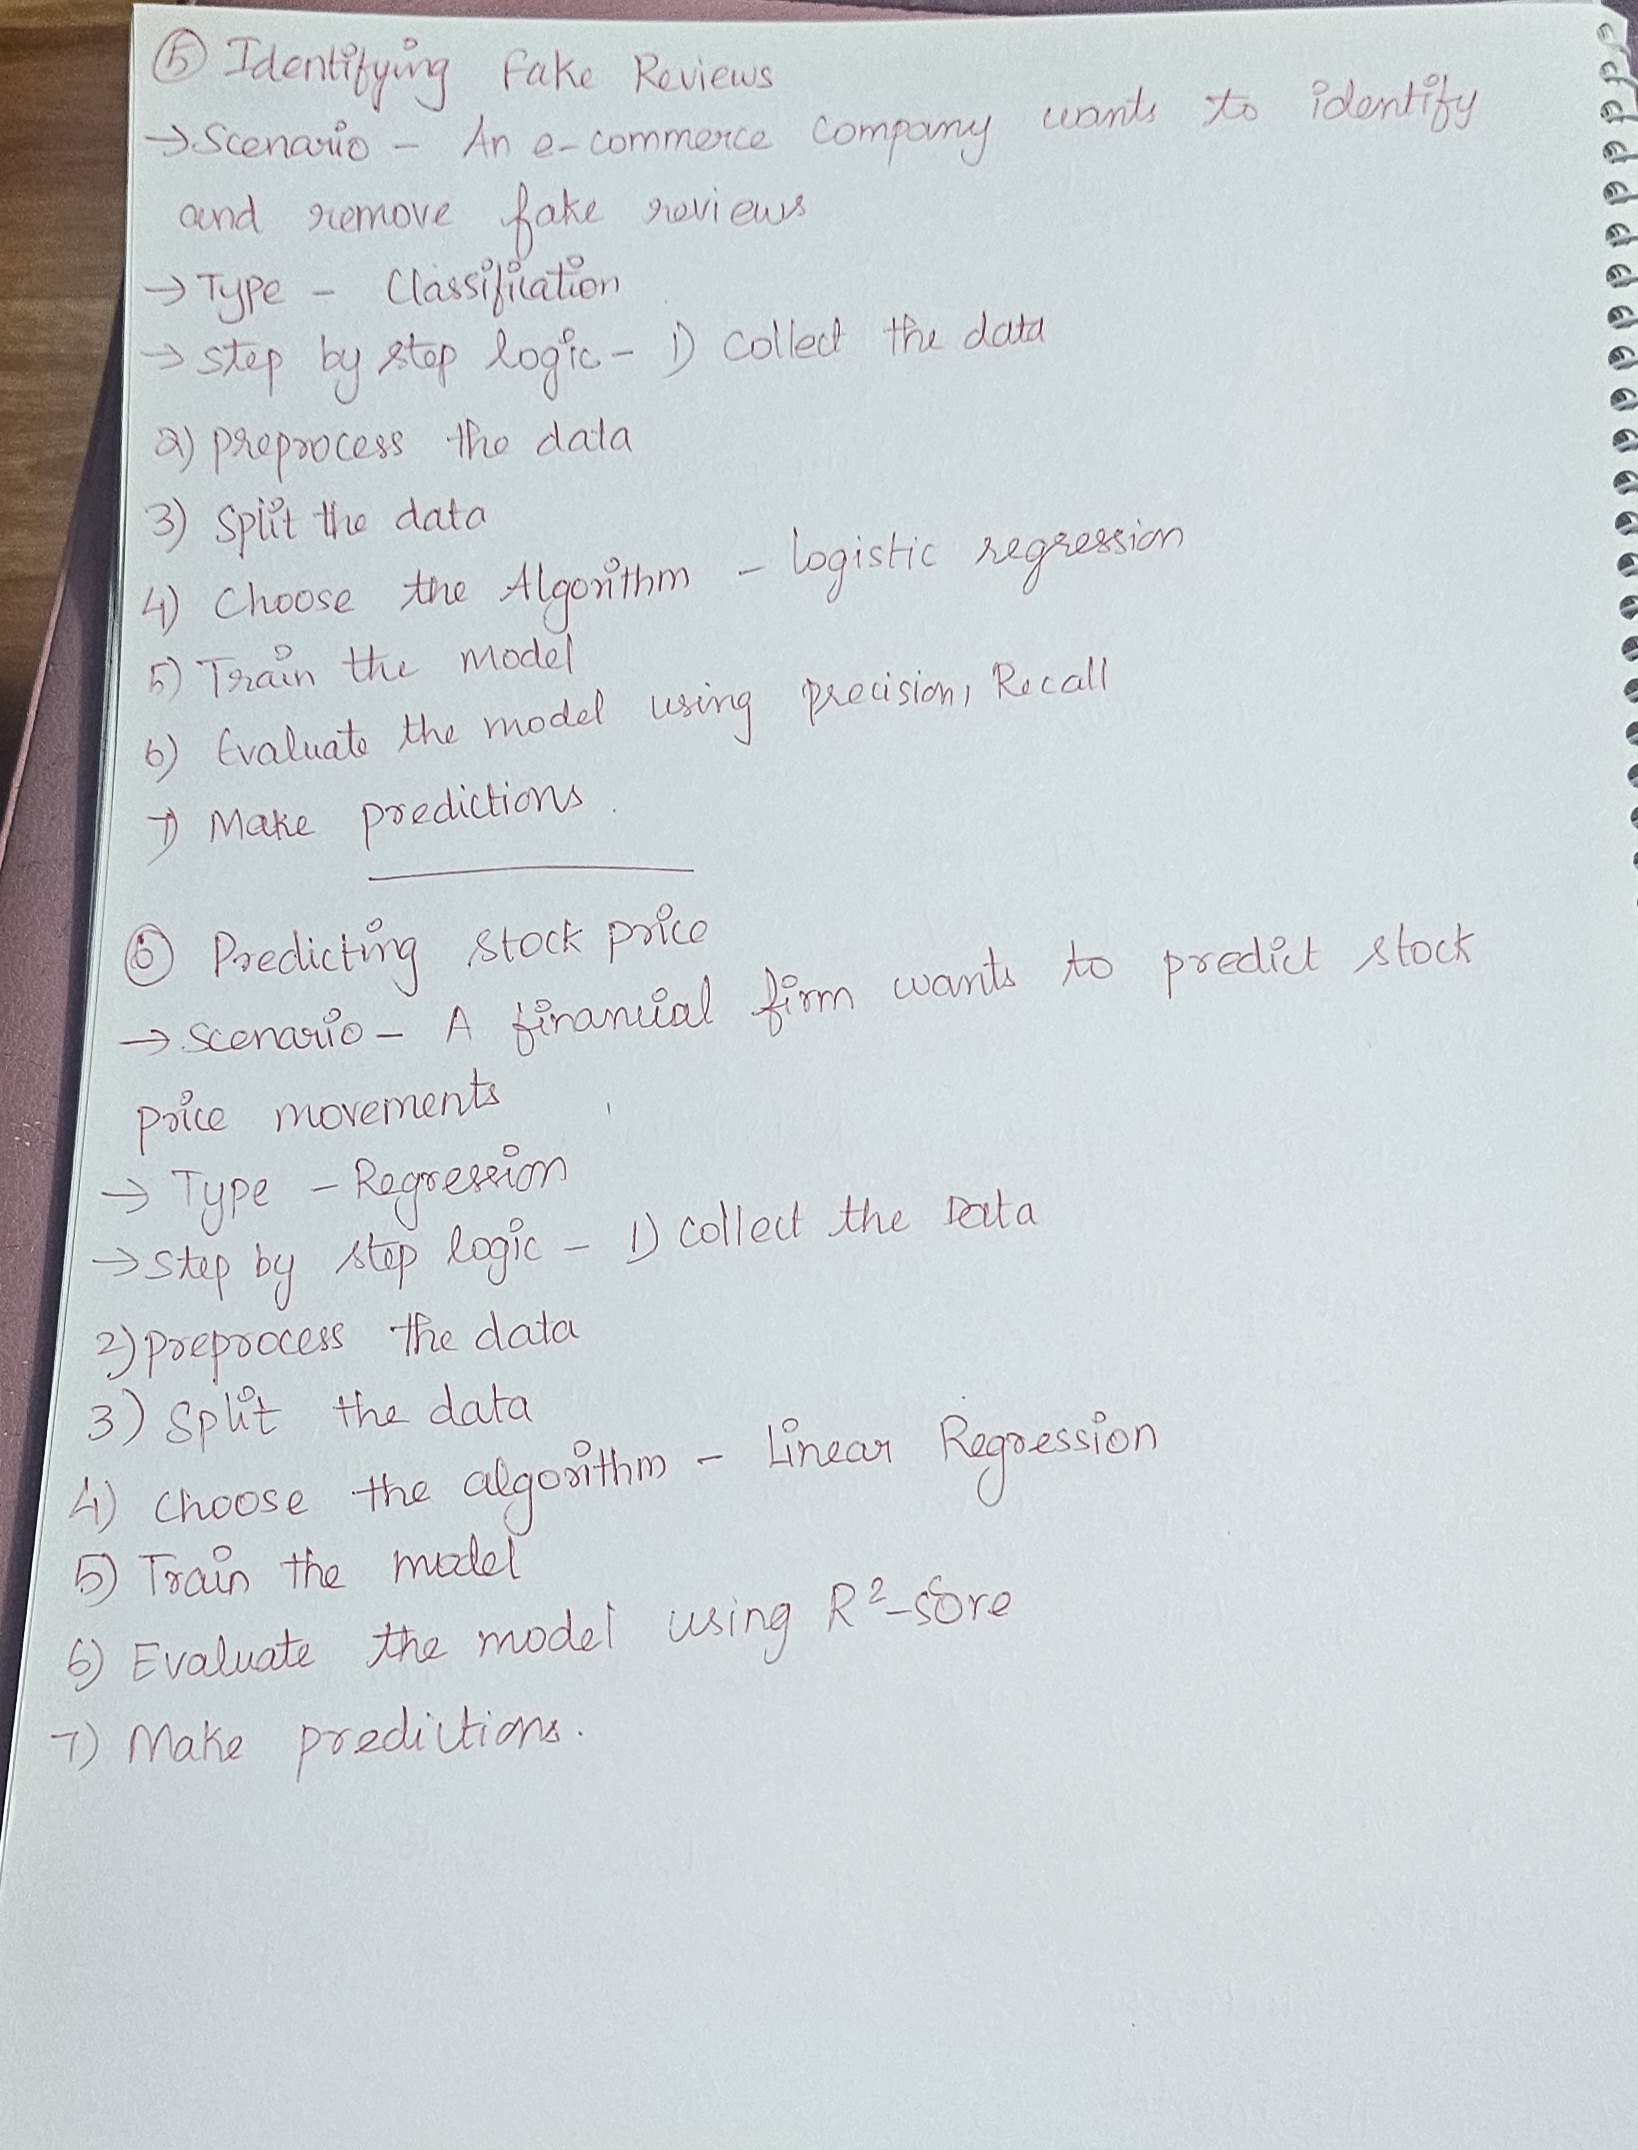 ⑤ Identifying Fake Reviews
→ Scenario - An e-commerce company wants to identify
and remove fake reviews
→ Type - Classification
→ step by step logic - 1) Collect the data
2) preprocess the data
3) Split the data
4) Choose the Algorithm - logistic regression
5) Train the model
6) Evaluate the model using precision, Recall
7) Make predictions.
⑥ Predicting stock price
→ Scenario - A financial firm wants to predict stock
price movements
→ Type - Regression
→ Step by step logic - 1) Collect the Data
2) preprocess the data
3) Split the data
4) Choose the algorithm - Linear Regression
5) Train the model
6) Evaluate the model using R²-sore
7) Make predictions.